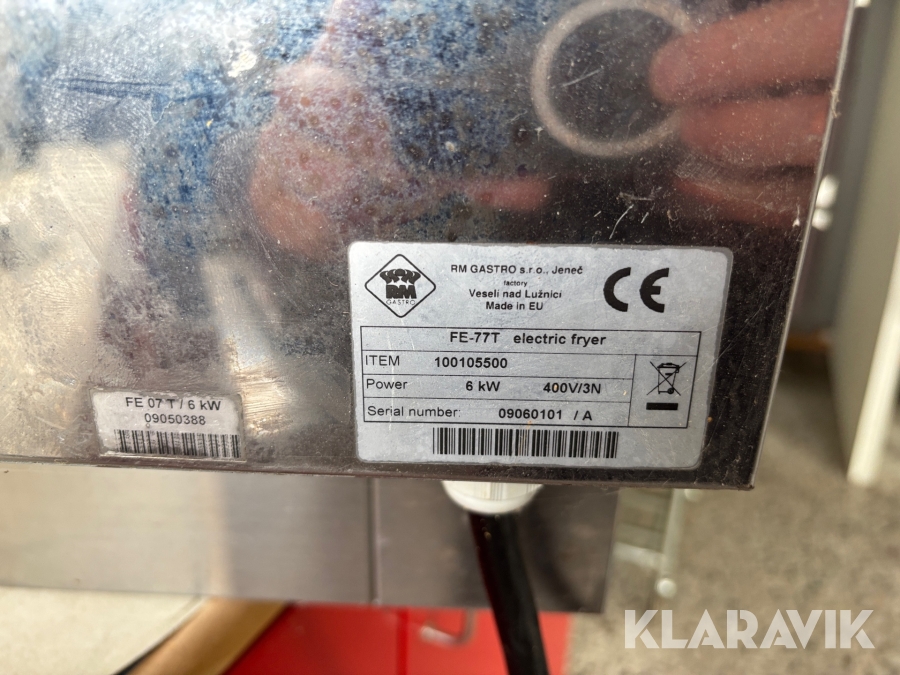 RM
GASTRO
RM GASTRO s.r.o., Jeneč
factory
Veselí nad Lužnicí
Made in EU
CE
FE-77T electric fryer
ITEM 100105500
Power 6 kW 400V/3N
Serial number: 09060101 / A
FE 07 T / 6 kW
09050388
KLARAVIK